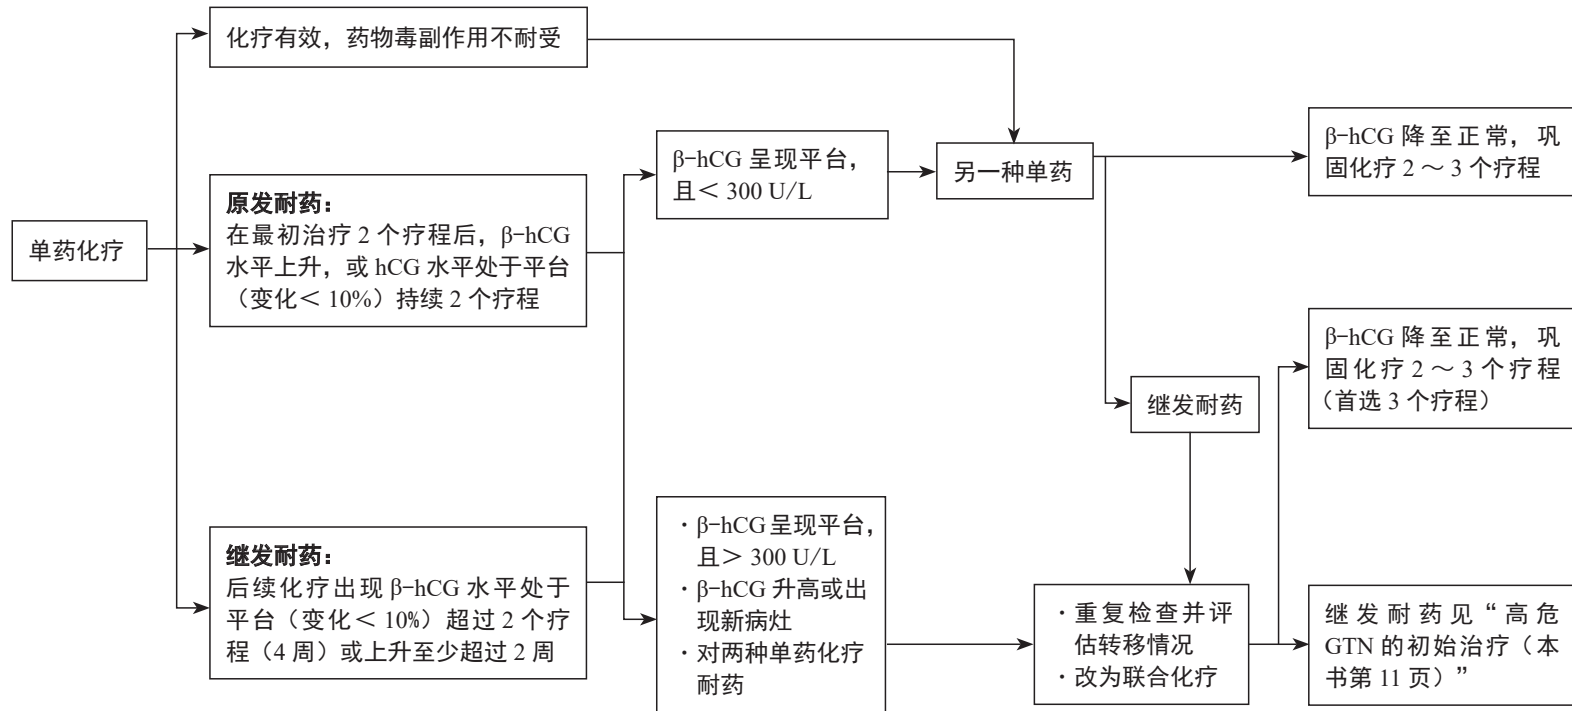 化疗有效，药物毒副作用不耐受
单药化疗
原发耐药：
在最初治疗 2 个疗程后，β-hCG
水平上升，或 hCG 水平处于平台
（变化＜ 10%）持续 2 个疗程
继发耐药：
后续化疗出现 β-hCG 水平处于
平台（变化＜ 10%）超过 2 个疗
程（4 周）或上升至少超过 2 周
β-hCG 呈现平台，
且＜ 300 U/L
· β-hCG 呈现平台，
且＞ 300 U/L
· β-hCG 升高或出
现新病灶
· 对两种单药化疗
耐药
另一种单药
继发耐药
· 重复检查并评
估转移情况
· 改为联合化疗
β-hCG 降至正常，巩
固化疗 2 ～ 3 个疗程
β-hCG 降至正常，巩
固化疗 2 ～ 3 个疗程
（首选 3 个疗程）
继发耐药见“高危
GTN 的初始治疗（本
书第 11 页）”